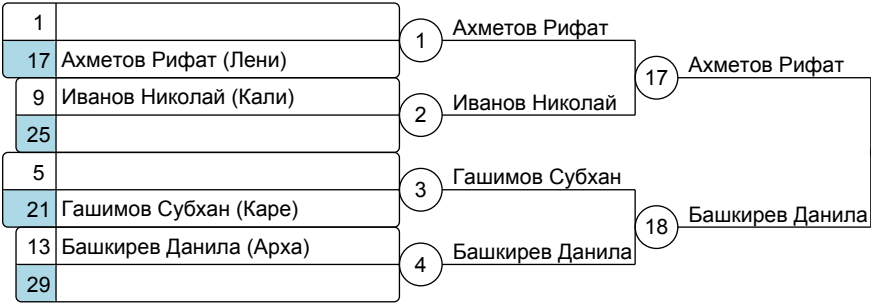 1
17 Ахметов Рифат (Лени)
9 Иванов Николай (Кали)
25
5
21 Гашимов Субхан (Каре)
13 Башкирев Данила (Арха)
29
1 Ахметов Рифат
2 Иванов Николай
3 Гашимов Субхан
4 Башкирев Данила
17 Ахметов Рифат
18 Башкирев Данила